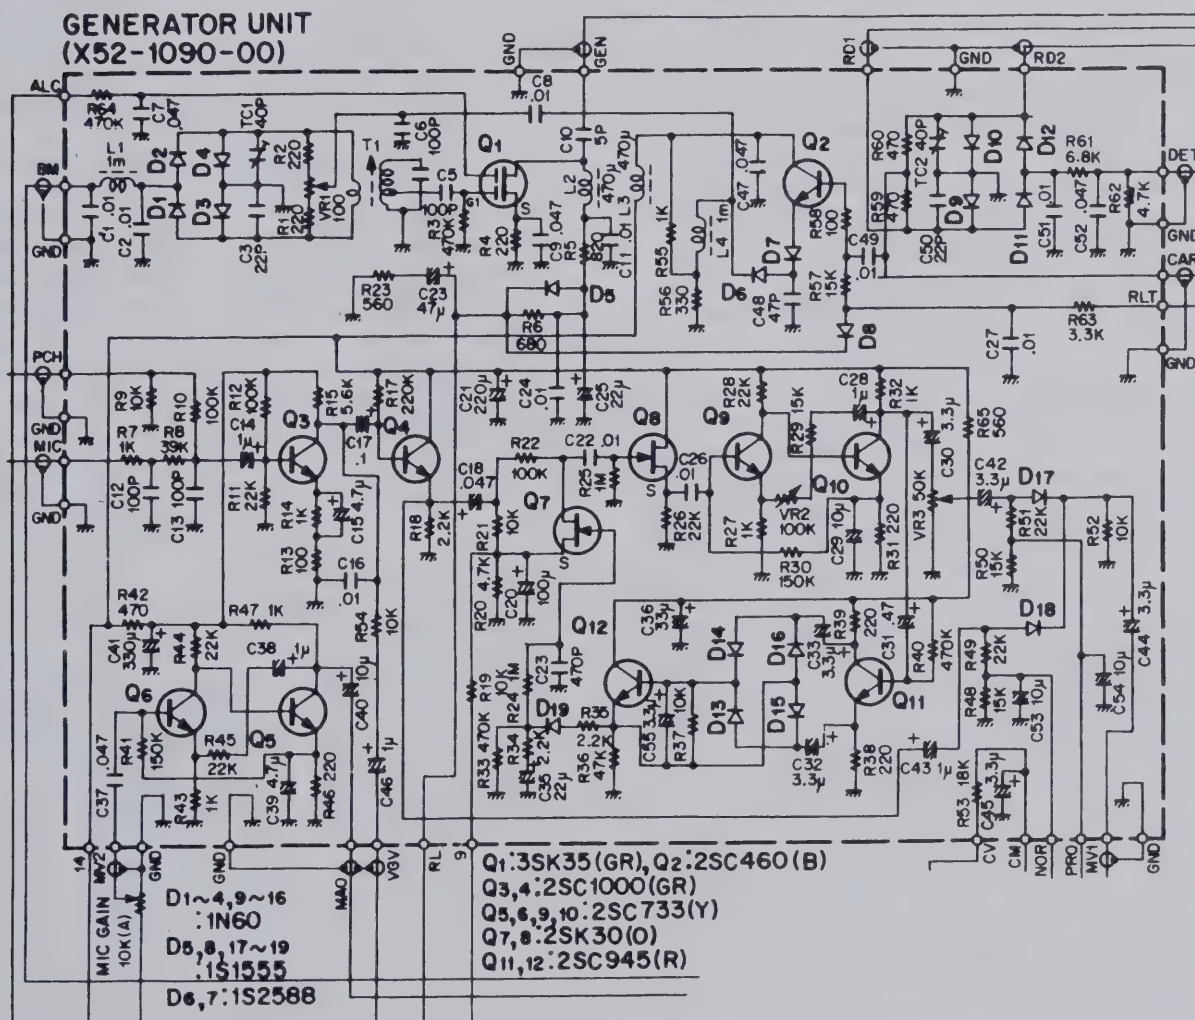 GENERATOR UNIT
(X52-1090-00)
GND
GEN
RD1
GND
RD2
ALC
R64
470K
C7
.047
TC1
40P
C8
.01
C6
100P
C10
5P
L1
1m
D2
D4
R2
220
T1
Q1
C5
100P
G1
S
L2
470μ
470μ
L3
C47
.047
Q2
R60
470
TC2
40P
D10
D12
R61
6.8K
DET
BM
C1
.01
C2
.01
D1
D3
C3
22P
R1
220
VR1
100
R3
470K
R4
220
C9
.047
R5
820
C11
.01
R55
1K
L4
1m
R58
100
R59
470
C50
22P
D9
D11
C51
.01
C52
.047
R62
4.7K
GND
GND
R23
560
C23
47μ
D5
R6
680
R56
330
D6
D7
C48
47P
R57
15K
C49
.01
D8
CAR
RLT
R63
3.3K
C27
.01
GND
PCH
GND
MIC
GND
R9
10K
R10
100K
R12
100K
C14
1μ
Q3
R15
5.6K
R17
220K
C17
.1
Q4
C21
220μ
C24
.01
C25
22μ
Q8
Q9
R28
22K
R29
15K
C28
1μ
R32
1K
C30
3.3μ
R65
560
R7
1K
R8
39K
C12
100P
C13
100P
R11
22K
R14
1K
C15
4.7μ
R13
100
C16
.01
R18
2.2K
C18
.047
R22
100K
C22 .01
R25
1M
S
C26
.01
R26
22K
R27
1K
VR2
100K
Q10
R30
150K
C29
10μ
R31
220
VR3
50K
C42
3.3μ
D17
R51
22K
R50
15K
R52
10K
Q7
S
R21
10K
R20
4.7K
C20
100μ
R42
470
C41
330μ
R44
22K
R47 1K
C38
1μ
R54
10K
Q12
C36
33μ
D14
D16
C33
3.3μ
R39
220
C31
.47
R40
470K
D18
R49
22K
C44
3.3μ
Q6
Q5
C40
10μ
R19
10K
R24
1M
C23
470P
D19
R35
2.2K
C55
3.3μ
R37
10K
D13
D15
Q11
R48
15K
C53
10μ
C54
10μ
C37
.047
R41
150K
R45
22K
R43
1K
C39
4.7μ
R46
220
C46
1μ
R33
470K
R34
2.2K
C35
22μ
R36
47K
C32
3.3μ
R38
220
C43 1μ
R53
18K
C45
3.3μ
14
MV2
GND
GND
MAO
VGV
RL
9
CV
CM
NOR
PRO
MV1
GND
MIC GAIN
10K(A)
D1~4,9~16
:1N60
D5,8,17~19
:1S1555
D6,7:1S2588
Q1:3SK35(GR),Q2:2SC460(B)
Q3,4:2SC1000(GR)
Q5,6,9,10:2SC733(Y)
Q7,8:2SK30(O)
Q11,12:2SC945(R)